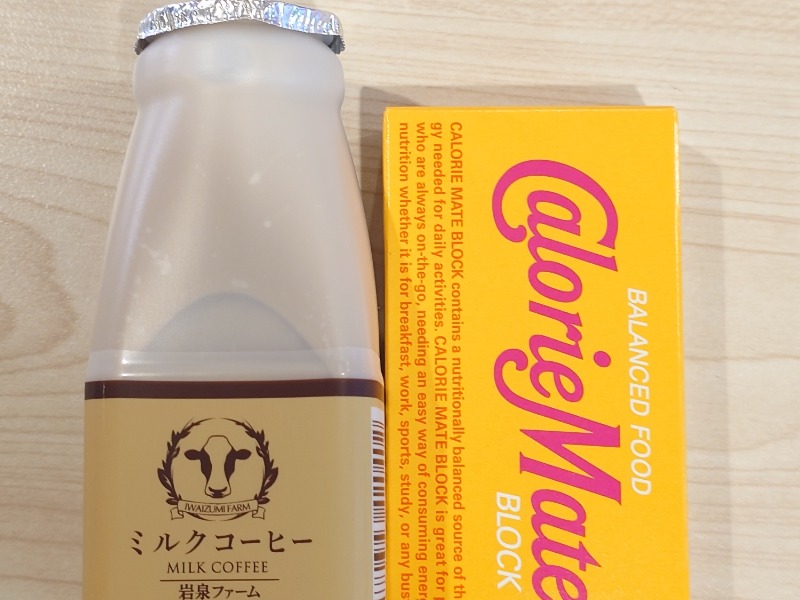 IWAIZUMI FARM
ミルクコーヒー
MILK COFFEE
岩泉ファーム
BALANCED FOOD
CalorieMate
BLOCK
CALORIE MATE BLOCK contains a nutritionally balanced source of
gy needed for daily activities. CALORIE MATE BLOCK is great for
who are always on-the-go, needing an easy way of consuming
nutrition whether it is for breakfast, work, sports, study, or any